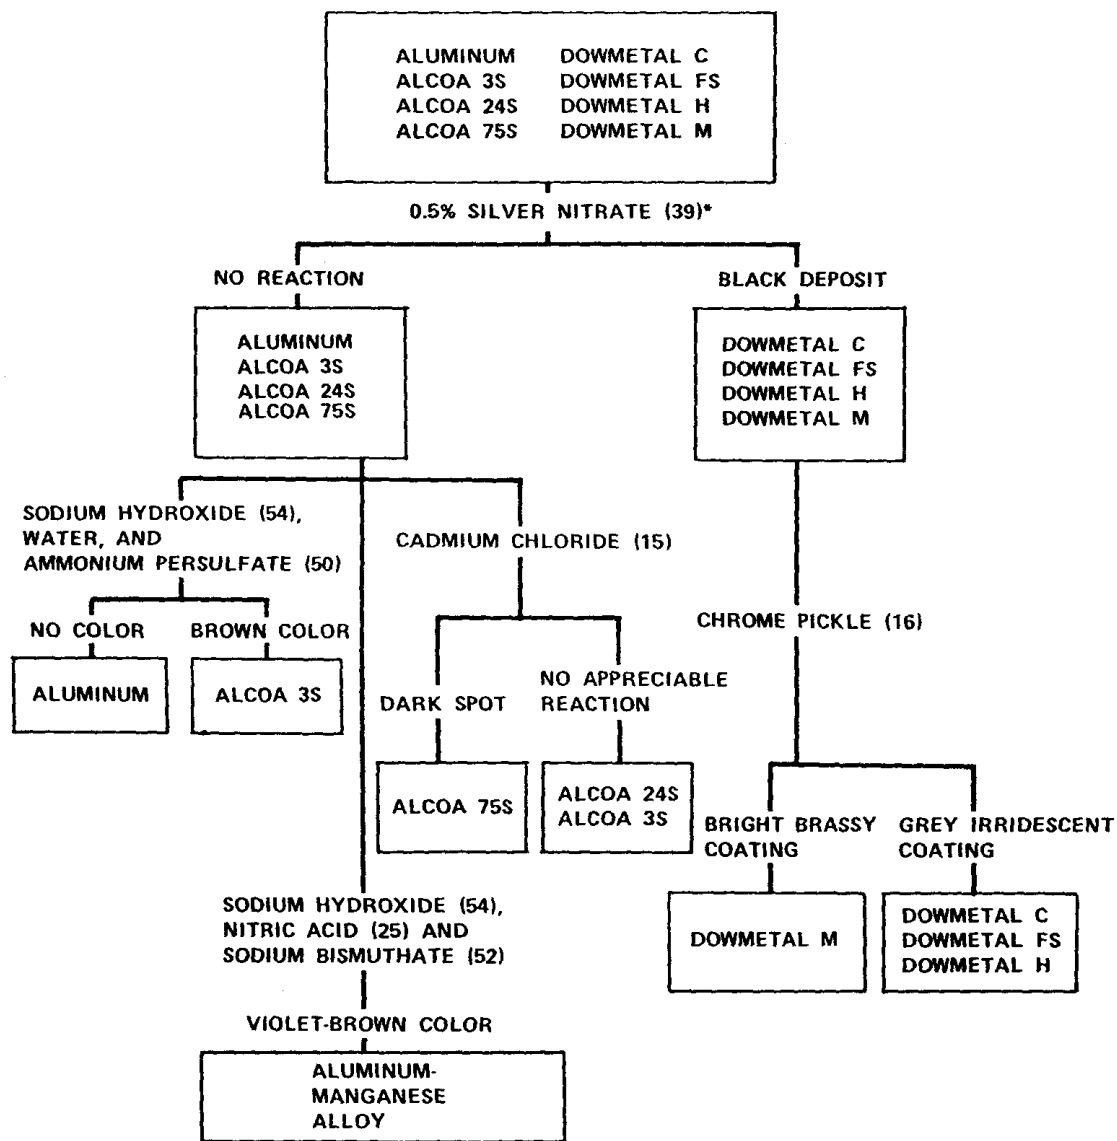 ALUMINUM DOWMETAL C
ALCOA 3S DOWMETAL FS
ALCOA 24S DOWMETAL H
ALCOA 75S DOWMETAL M
0.5% SILVER NITRATE (39)*
NO REACTION
BLACK DEPOSIT
ALUMINUM
ALCOA 3S
ALCOA 24S
ALCOA 75S
DOWMETAL C
DOWMETAL FS
DOWMETAL H
DOWMETAL M
SODIUM HYDROXIDE (54),
WATER, AND
AMMONIUM PERSULFATE (50)
CADMIUM CHLORIDE (15)
CHROME PICKLE (16)
NO COLOR
BROWN COLOR
ALUMINUM
ALCOA 3S
DARK SPOT
NO APPRECIABLE
REACTION
ALCOA 75S
ALCOA 24S
ALCOA 3S
BRIGHT BRASSY
COATING
GREY IRRIDESCENT
COATING
DOWMETAL M
DOWMETAL C
DOWMETAL FS
DOWMETAL H
SODIUM HYDROXIDE (54),
NITRIC ACID (25) AND
SODIUM BISMUTHATE (52)
VIOLET-BROWN COLOR
ALUMINUM-
MANGANESE
ALLOY